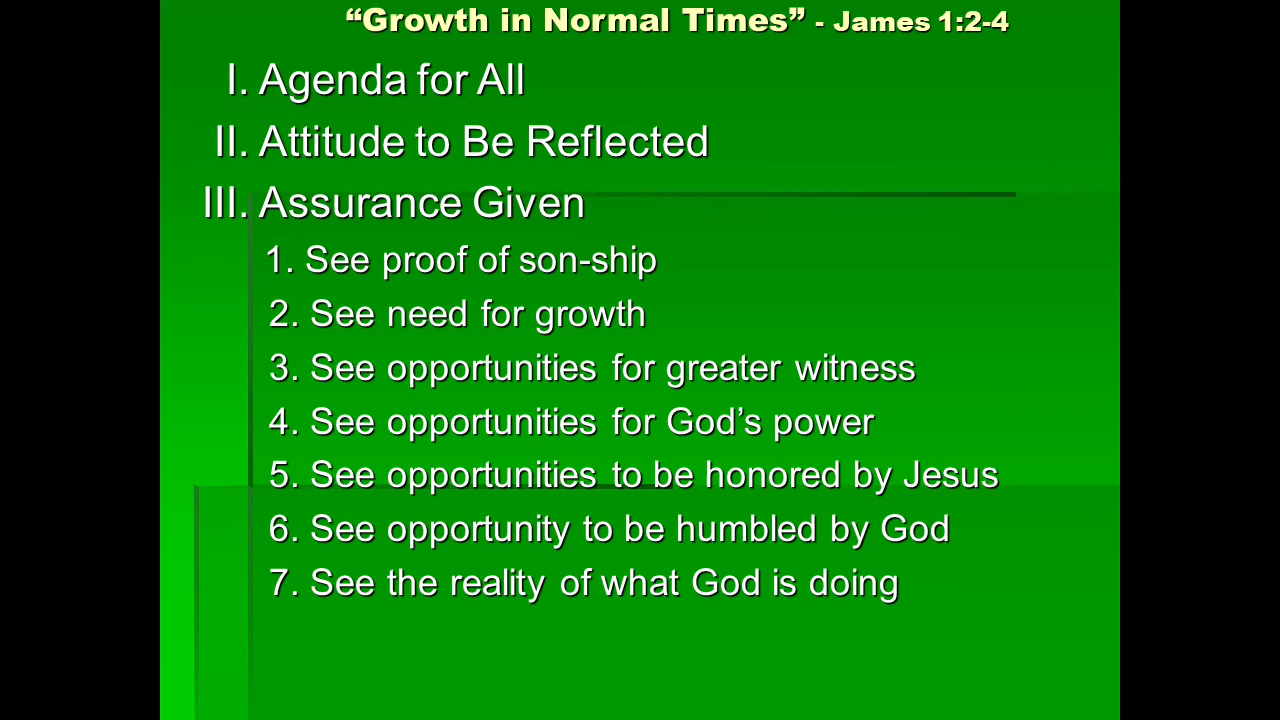 “Growth in Normal Times” - James 1:2-4
I. Agenda for All
II. Attitude to Be Reflected
III. Assurance Given
1. See proof of son-ship
2. See need for growth
3. See opportunities for greater witness
4. See opportunities for God’s power
5. See opportunities to be honored by Jesus
6. See opportunity to be humbled by God
7. See the reality of what God is doing